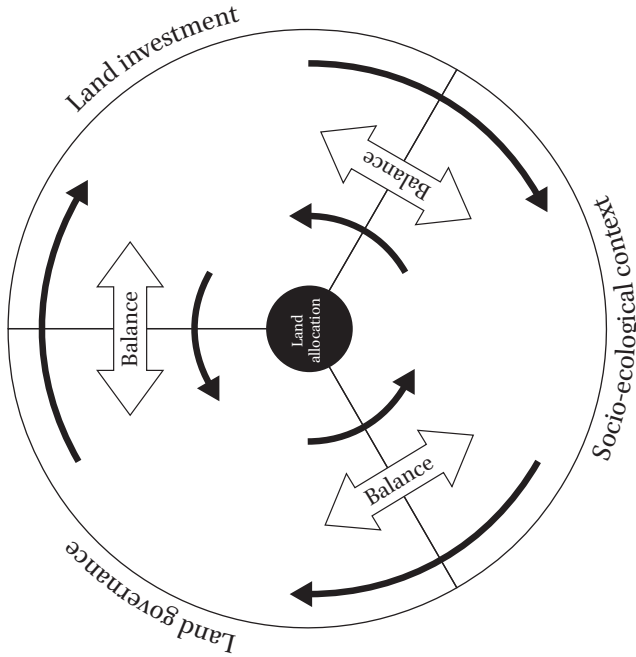 Land investment
Balance
Socio-ecological context
Balance
Land
allocation
Balance
Land governance